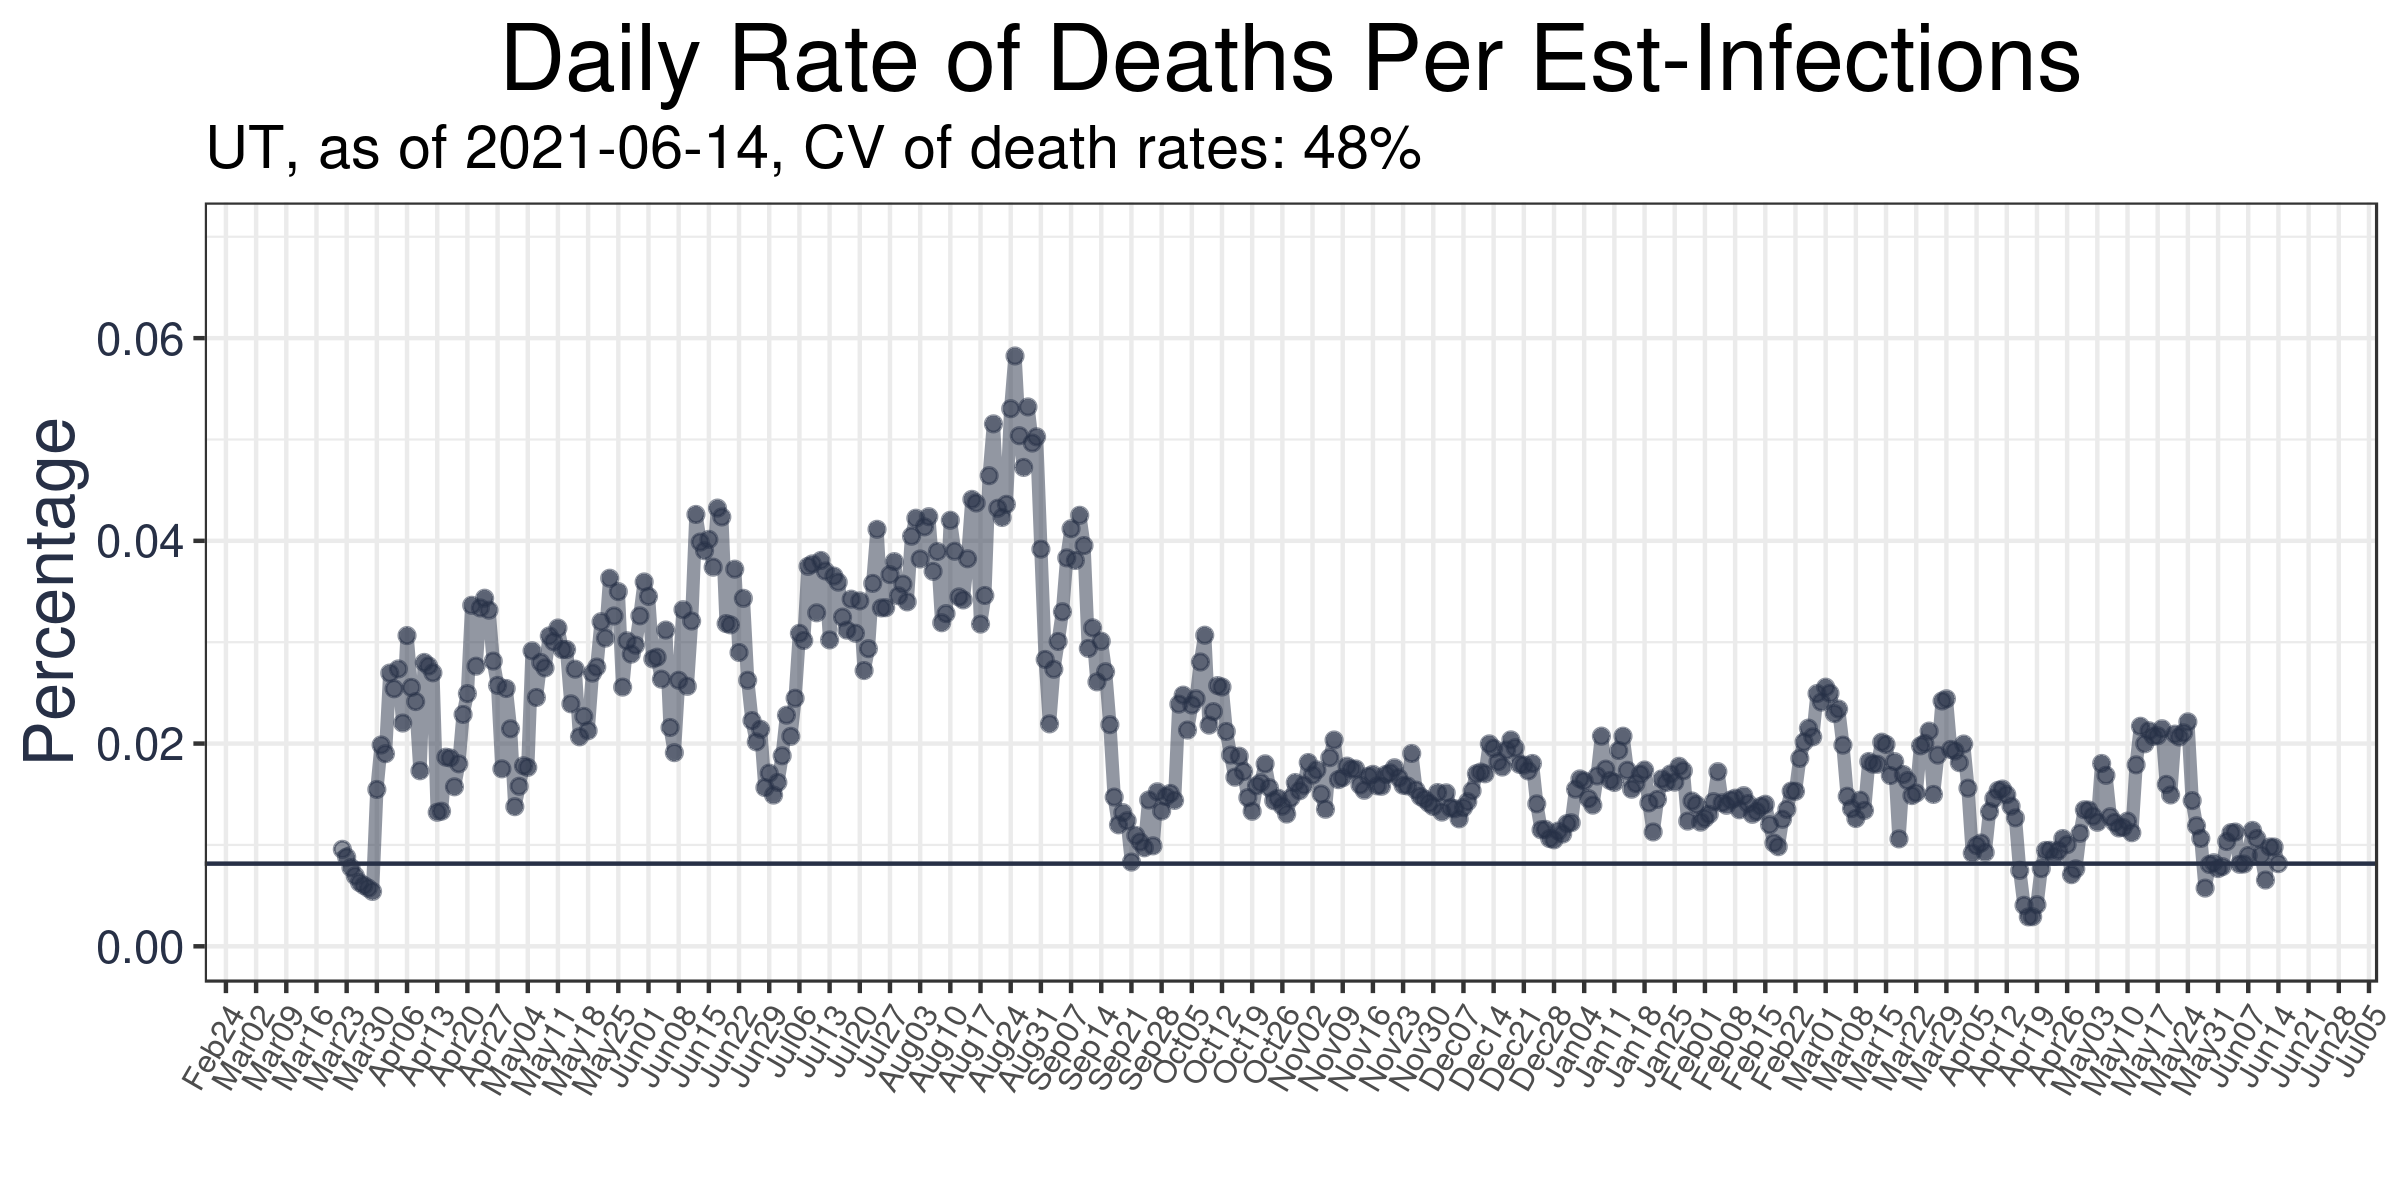 Daily Rate of Deaths Per Est-Infections
UT, as of 2021-06-14, CV of death rates: 48%
Percentage
0.06
0.04
0.02
0.00
Feb24
Mar02
Mar09
Mar16
Mar23
Mar30
Apr06
Apr13
Apr20
Apr27
May04
May11
May18
May25
Jun01
Jun08
Jun15
Jun22
Jun29
Jul06
Jul13
Jul20
Jul27
Aug03
Aug10
Aug17
Aug24
Aug31
Sep07
Sep14
Sep21
Sep28
Oct05
Oct12
Oct19
Oct26
Nov02
Nov09
Nov16
Nov23
Nov30
Dec07
Dec14
Dec21
Dec28
Jan04
Jan11
Jan18
Jan25
Feb01
Feb08
Feb15
Feb22
Mar01
Mar08
Mar15
Mar22
Mar29
Apr05
Apr12
Apr19
Apr26
May03
May10
May17
May24
May31
Jun07
Jun14
Jun21
Jun28
Jul05